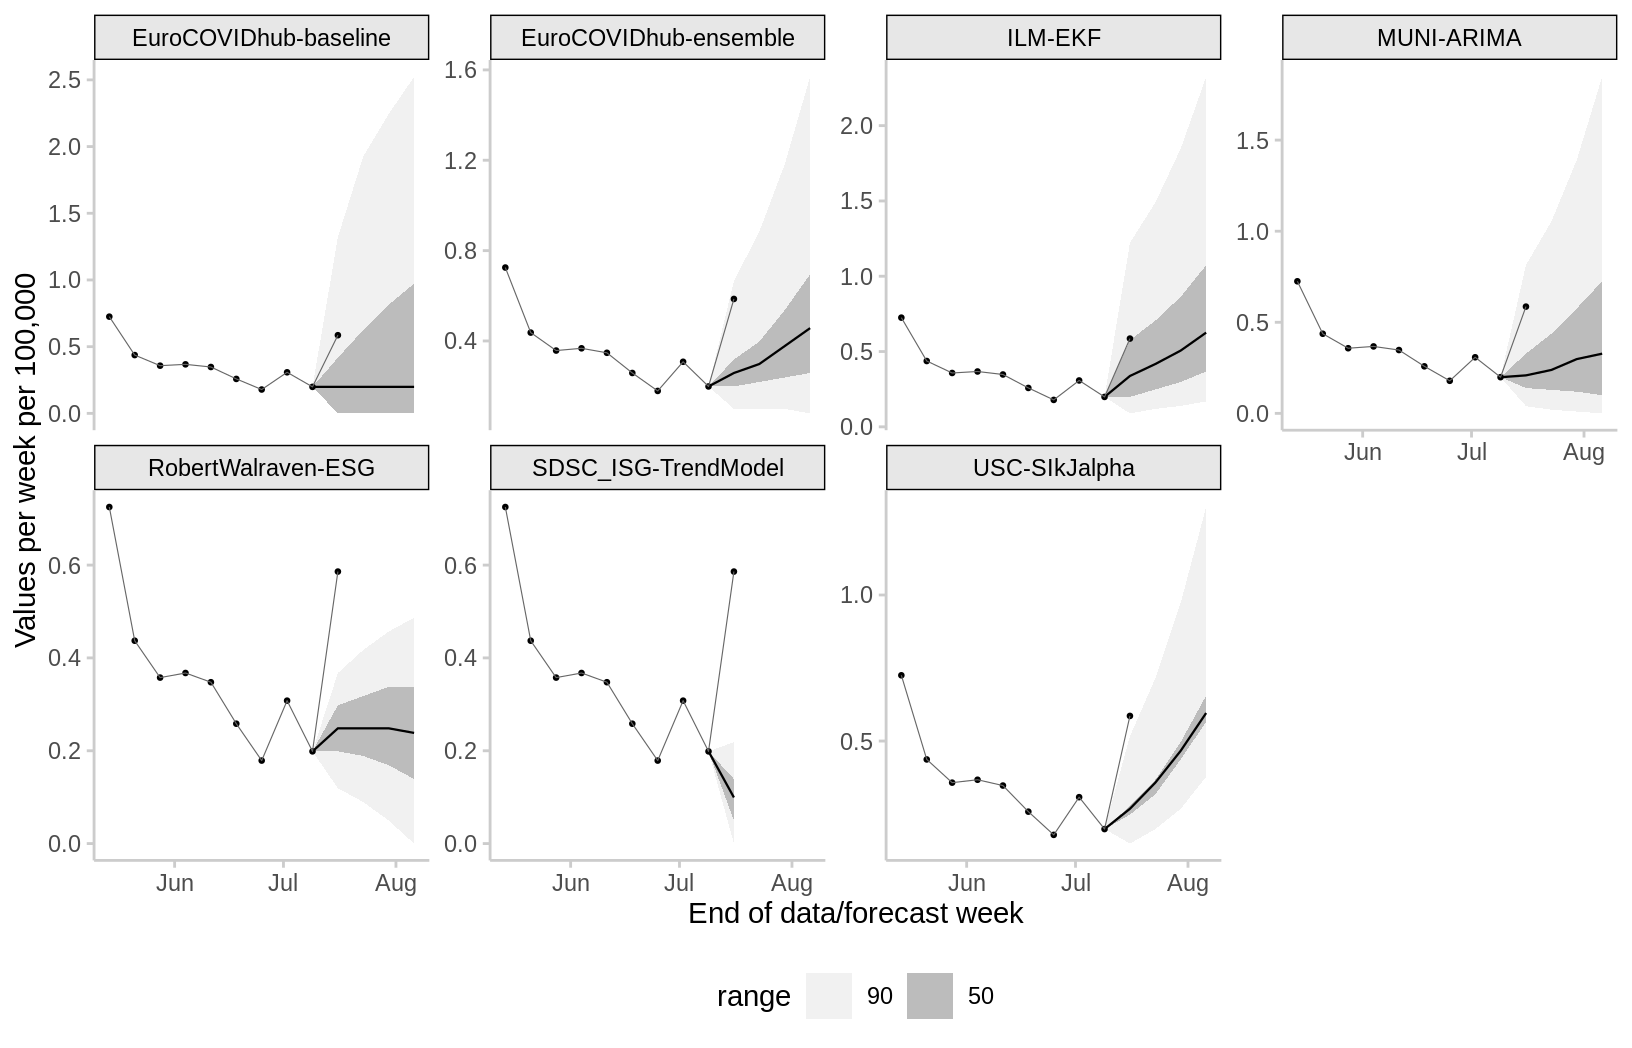 EuroCOVIDhub-baseline
EuroCOVIDhub-ensemble
ILM-EKF
MUNI-ARIMA
2.5
2.0
1.5
1.0
0.5
0.0
1.6
1.2
0.8
0.4
2.0
1.5
1.0
0.5
0.0
1.5
1.0
0.5
0.0
Jun
Jul
Aug
Values per week per 100,000
RobertWalraven-ESG
SDSC_ISG-TrendModel
USC-SIkJalpha
0.6
0.4
0.2
0.0
Jun
Jul
Aug
0.6
0.4
0.2
0.0
Jun
Jul
Aug
1.0
0.5
Jun
Jul
Aug
End of data/forecast week
range
90
50